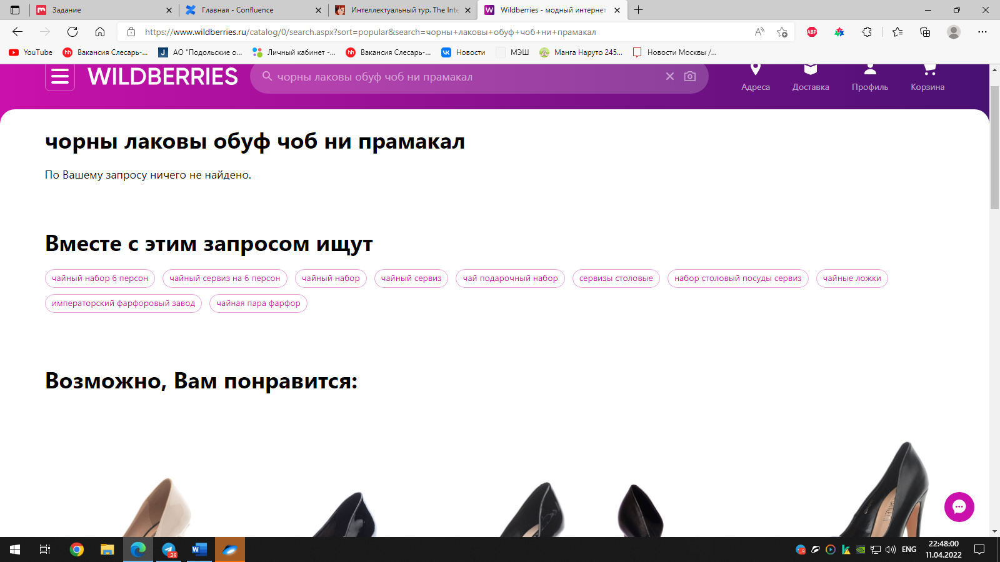 Задание
Главная - Confluence
Интеллектуальный тур. The Inte
Wildberries - модный интернет
https://www.wildberries.ru/catalog/0/search.aspx?sort=popular&search=чорны+лаковы+обуф+чоб+ни+прамакал
YouTube
Вакансия Слесарь-...
АО "Подольские о...
Личный кабинет -...
Вакансия Слесарь-...
Новости
МЭШ
Манга Наруто 245...
Новости Москвы /...
WILDBERRIES
чорны лаковы обуф чоб ни прамакал
Адреса
Доставка
Профиль
Корзина
чорны лаковы обуф чоб ни прамакал
По Вашему запросу ничего не найдено.
Вместе с этим запросом ищут
чайный набор 6 персон
чайный сервиз на 6 персон
чайный набор
чайный сервиз
чай подарочный набор
сервизы столовые
набор столовый посуды сервиз
чайные ложки
императорский фарфоровый завод
чайная пара фарфор
Возможно, Вам понравится:
ENG
22:48:00
11.04.2022